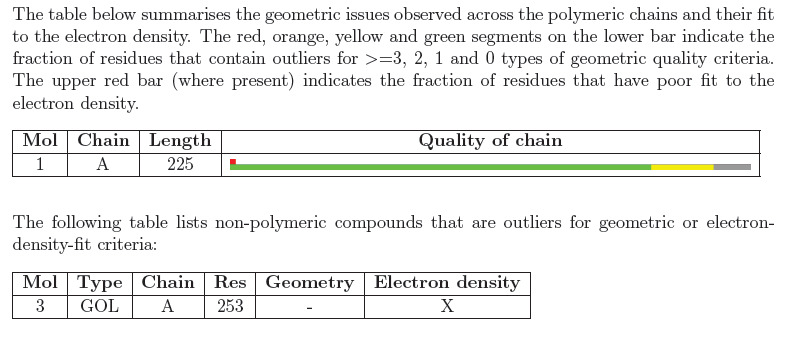 The table below summarises the geometric issues observed across the polymeric chains and their fit
to the electron density. The red, orange, yellow and green segments on the lower bar indicate the
fraction of residues that contain outliers for >=3, 2, 1 and 0 types of geometric quality criteria.
The upper red bar (where present) indicates the fraction of residues that have poor fit to the
electron density.
Mol Chain Length Quality of chain
1 A 225
The following table lists non-polymeric compounds that are outliers for geometric or electron-
density-fit criteria:
Mol Type Chain Res Geometry Electron density
3 GOL A 253 - X